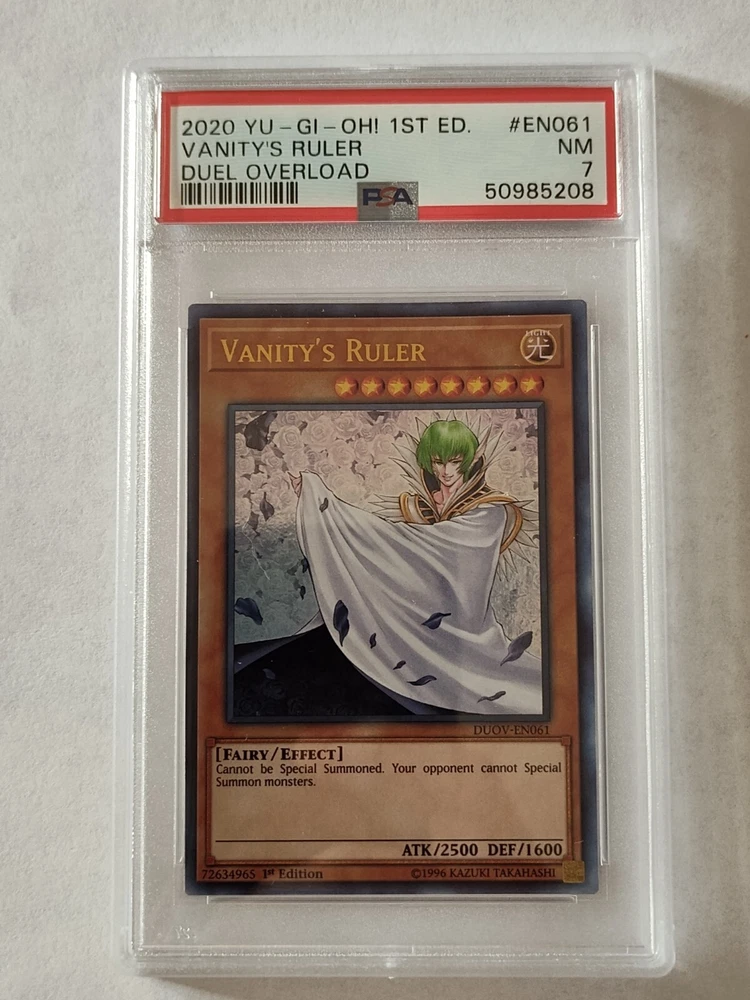 2020 YU-GI-OH! 1ST ED. #EN061
VANITY'S RULER NM
DUEL OVERLOAD 7
PSA 50985208
VANITY'S RULER
LIGHT
光
DUOV-EN061
[FAIRY/EFFECT]
Cannot be Special Summoned. Your opponent cannot Special
Summon monsters.
ATK/2500 DEF/1600
72634965 1st Edition ©1996 KAZUKI TAKAHASHI